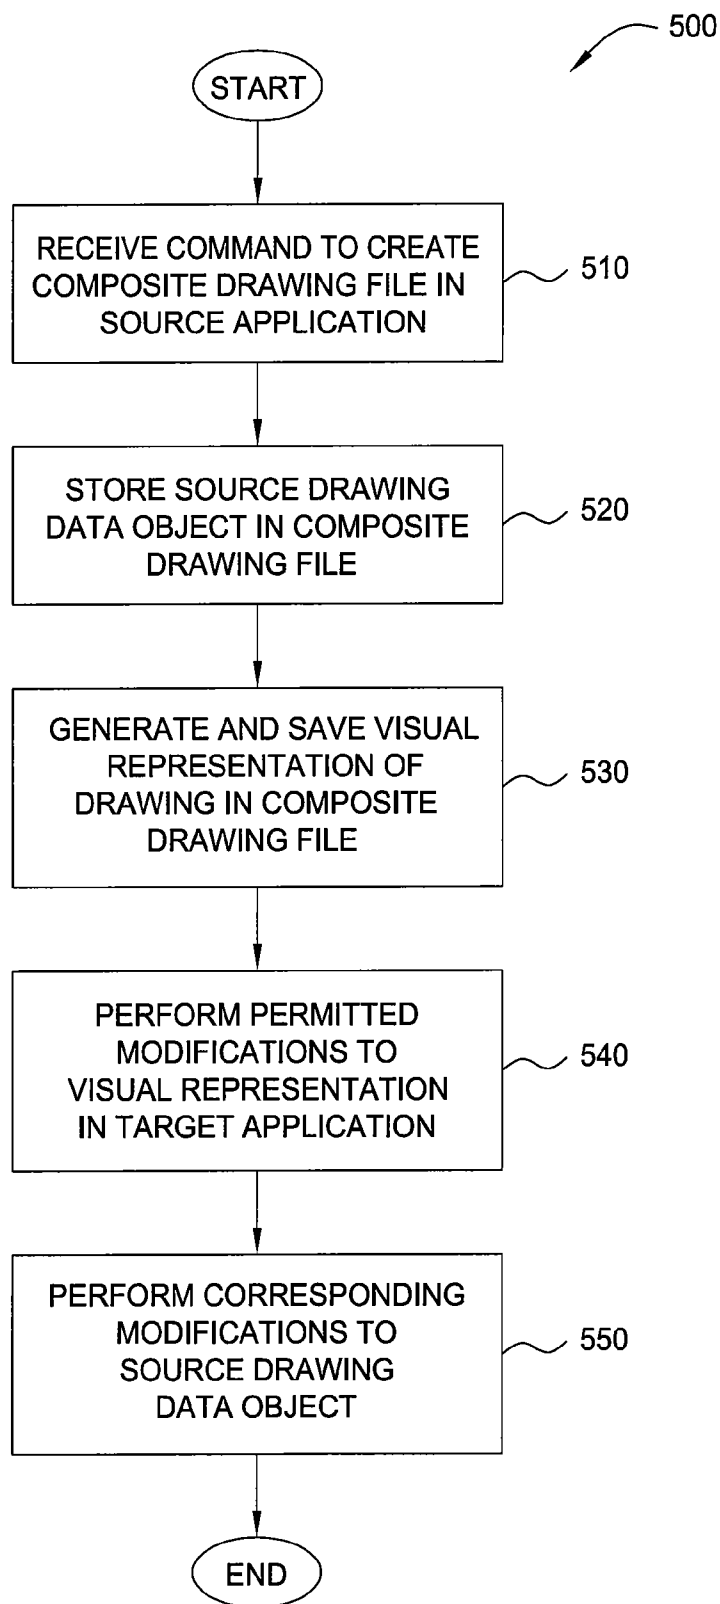 500
START
RECEIVE COMMAND TO CREATE
COMPOSITE DRAWING FILE IN
SOURCE APPLICATION
510
STORE SOURCE DRAWING
DATA OBJECT IN COMPOSITE
DRAWING FILE
520
GENERATE AND SAVE VISUAL
REPRESENTATION OF
DRAWING IN COMPOSITE
DRAWING FILE
530
PERFORM PERMITTED
MODIFICATIONS TO
VISUAL REPRESENTATION
IN TARGET APPLICATION
540
PERFORM CORRESPONDING
MODIFICATIONS TO
SOURCE DRAWING
DATA OBJECT
550
END